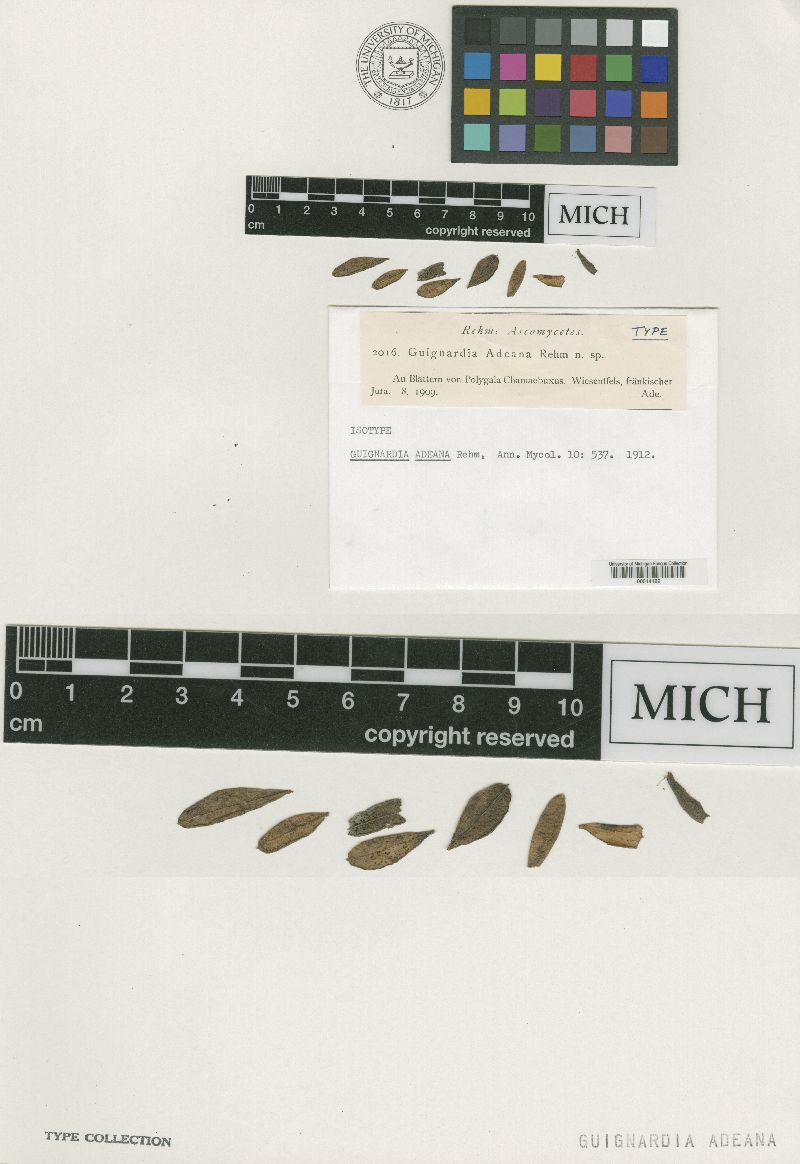 THE UNIVERSITY OF MICHIGAN
1817
0 1 2 3 4 5 6 7 8 9 10
cm
copyright reserved
MICH
Rehm: Ascomycetes. TYPE
2016. Guignardia Adeana Rehm n. sp.
An Blättern von Polygala Chamaebuxus. Wiesentfels, fränkischer
Jura. 8. 1909. Ade.
ISOTYPE
GUIGNARDIA ADEANA Rehm, Ann. Mycol. 10: 537. 1912.
University of Michigan Fungus Collection
0 1 2 3 4 5 6 7 8 9 10
cm
copyright reserved
MICH
TYPE COLLECTION
GUIGNARDIA ADEANA